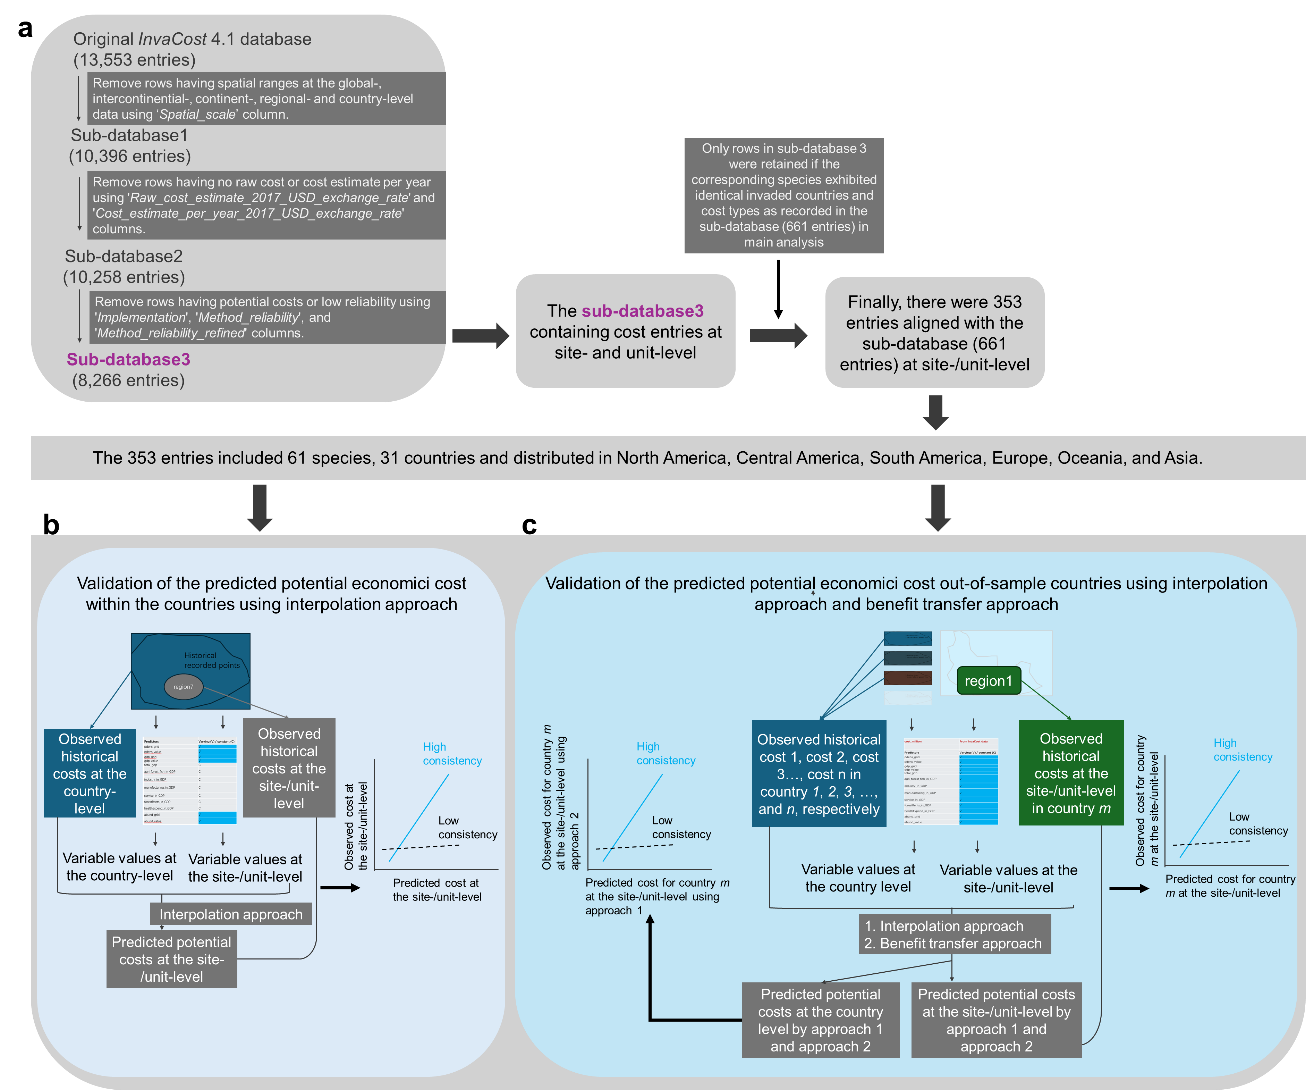 a
Original InvaCost 4.1 database
(13,553 entries)
Remove rows having spatial ranges at the global-,
intercontinential-, continent-, regional- and country-level
data using 'Spatial_scale' column.
Sub-database1
(10,396 entries)
Remove rows having no raw cost or cost estimate per year
using 'Raw_cost_estimate_2017_USD_exchange_rate' and
'Cost_estimate_per_year_2017_USD_exchange_rate'
columns.
Sub-database2
(10,258 entries)
Remove rows having potential costs or low reliability using
'Implementation', 'Method_reliability', and
'Method_reliability_refined' columns.
Sub-database3
(8,266 entries)
The sub-database3
containing cost entries at
site- and unit-level
Only rows in sub-database 3
were retained if the
corresponding species exhibited
identical invaded countries and
cost types as recorded in the
sub-database (661 entries) in
main analysis
Finally, there were 353
entries aligned with the
sub-database (661
entries) at site-/unit-level
The 353 entries included 61 species, 31 countries and distributed in North America, Central America, South America, Europe, Oceania, and Asia.
b
Validation of the predicted potential economici cost
within the countries using interpolation approach
Historical
recorded points
region?
Observed
historical
costs at the
country-
level
Observed
historical
costs at the
site-/unit-
level
Variable values at
the country-level
Variable values at
the site-/unit-level
Interpolation approach
Predicted potential
costs at the site-
/unit-level
Observed cost at
the site-/unit-level
High
consistency
Low
consistency
Predicted cost at
the site-/unit-level
c
Validation of the predicted potential economici cost out-of-sample countries using interpolation
approach and benefit transfer approach
region1
Observed historical
cost 1, cost 2, cost
3..., cost n in
country 1, 2, 3, ...,
and n, respectively
Observed
historical
costs at the
site-/unit-level
in country m
Variable values at
the country level
Variable values at the
site-/unit-level
1. Interpolation approach
2. Benefit transfer approach
Predicted potential
costs at the country
level by approach 1
and approach 2
Predicted potential costs
at the site-/unit-level by
approach 1 and
approach 2
Observed cost for country m
at the site-/unit-level using
approach 2
High
consistency
Low
consistency
Predicted cost for country m
at the site-/unit-level using
approach 1
Observed cost for country
m at the site-/unit-level
High
consistency
Low
consistency
Predicted cost for country
m at the site-/unit-level